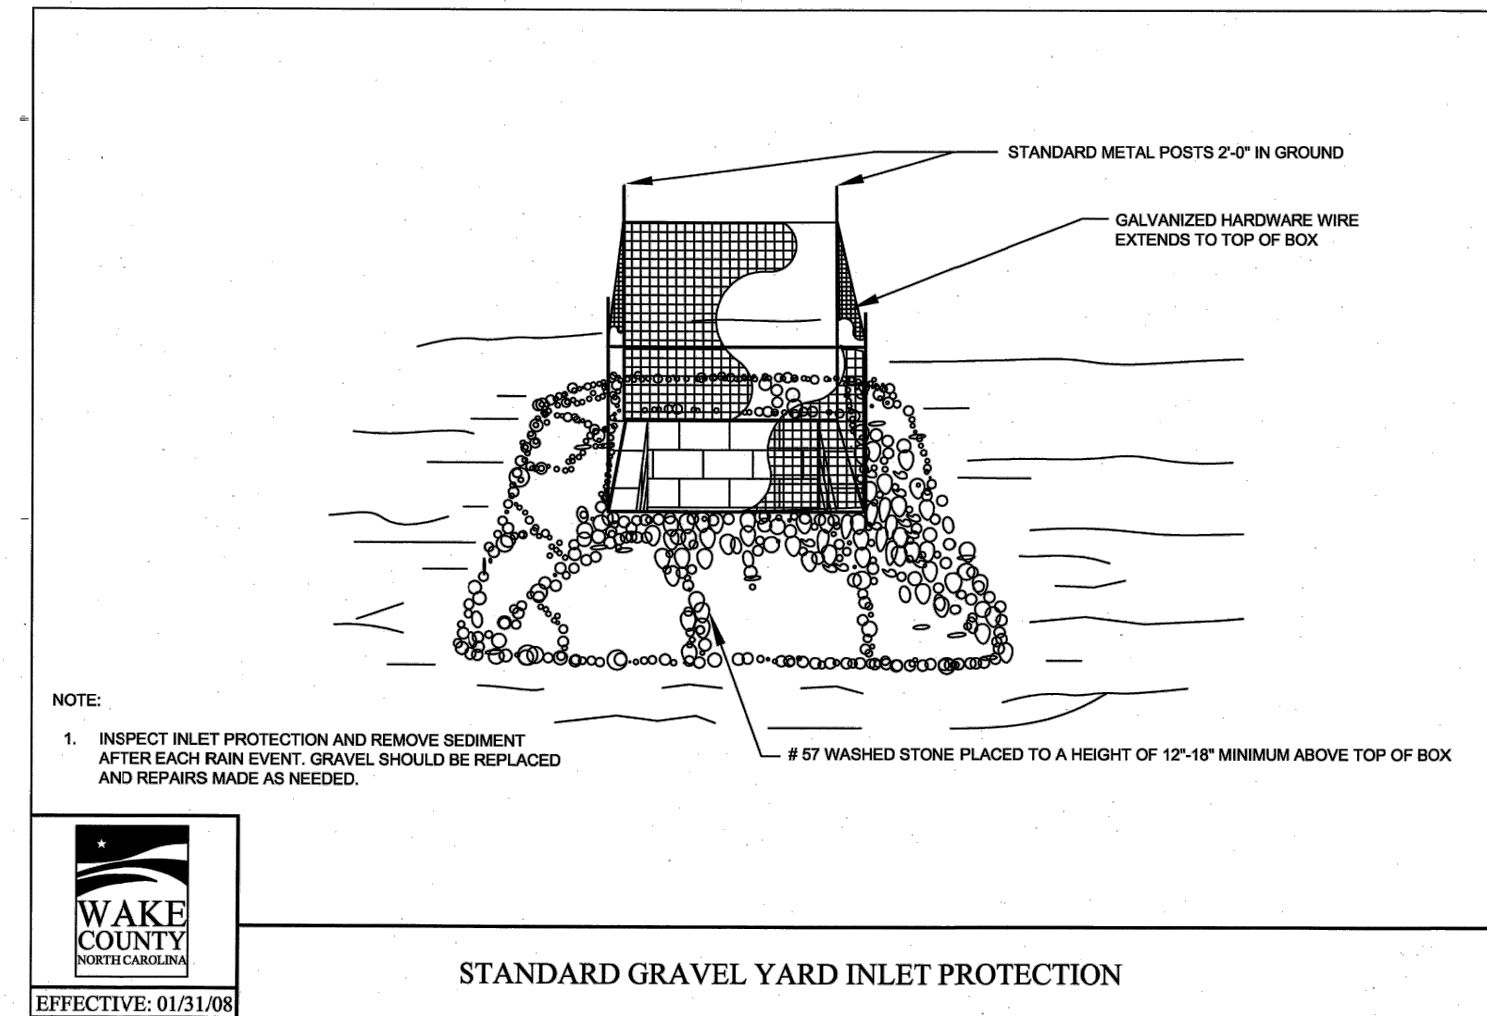 STANDARD METAL POSTS 2'-0" IN GROUND
GALVANIZED HARDWARE WIRE
EXTENDS TO TOP OF BOX
NOTE:
1. INSPECT INLET PROTECTION AND REMOVE SEDIMENT
AFTER EACH RAIN EVENT. GRAVEL SHOULD BE REPLACED
AND REPAIRS MADE AS NEEDED.
# 57 WASHED STONE PLACED TO A HEIGHT OF 12"-18" MINIMUM ABOVE TOP OF BOX
WAKE
COUNTY
NORTH CAROLINA
STANDARD GRAVEL YARD INLET PROTECTION
EFFECTIVE: 01/31/08